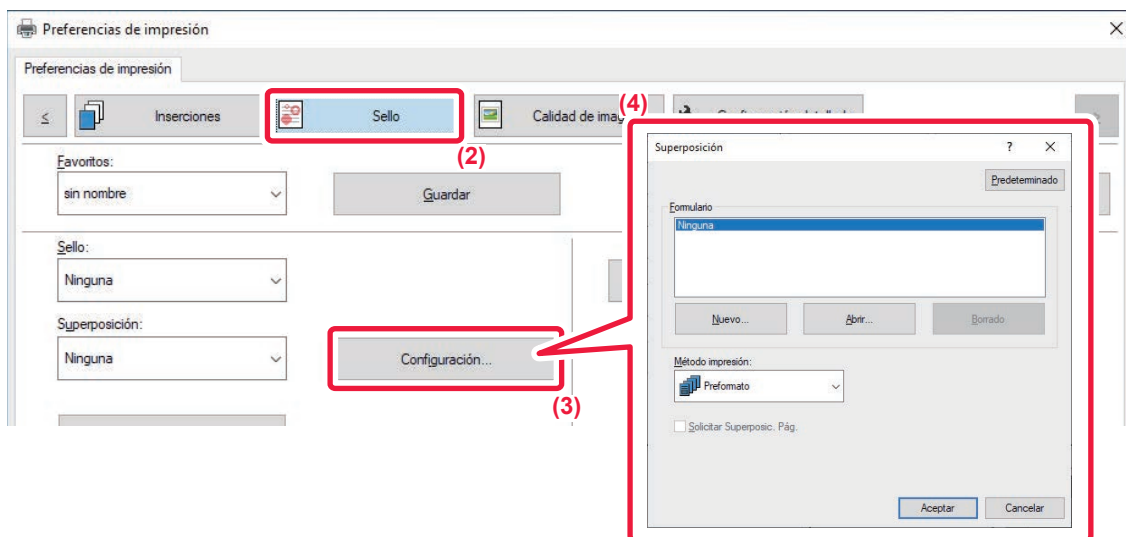 Preferencias de impresión
Preferencias de impresión
<
Inserciones
Sello
Calidad de imag
(4)
(2)
Favoritos:
sin nombre
Guardar
Sello:
Ninguna
Superposición:
Ninguna
Configuración...
(3)
Superposición
?
Predeterminado
Formulario
Ninguna
Nuevo...
Abrir...
Borrado
Método impresión:
Preformato
Solicitar Superposic. Pág.
Aceptar
Cancelar